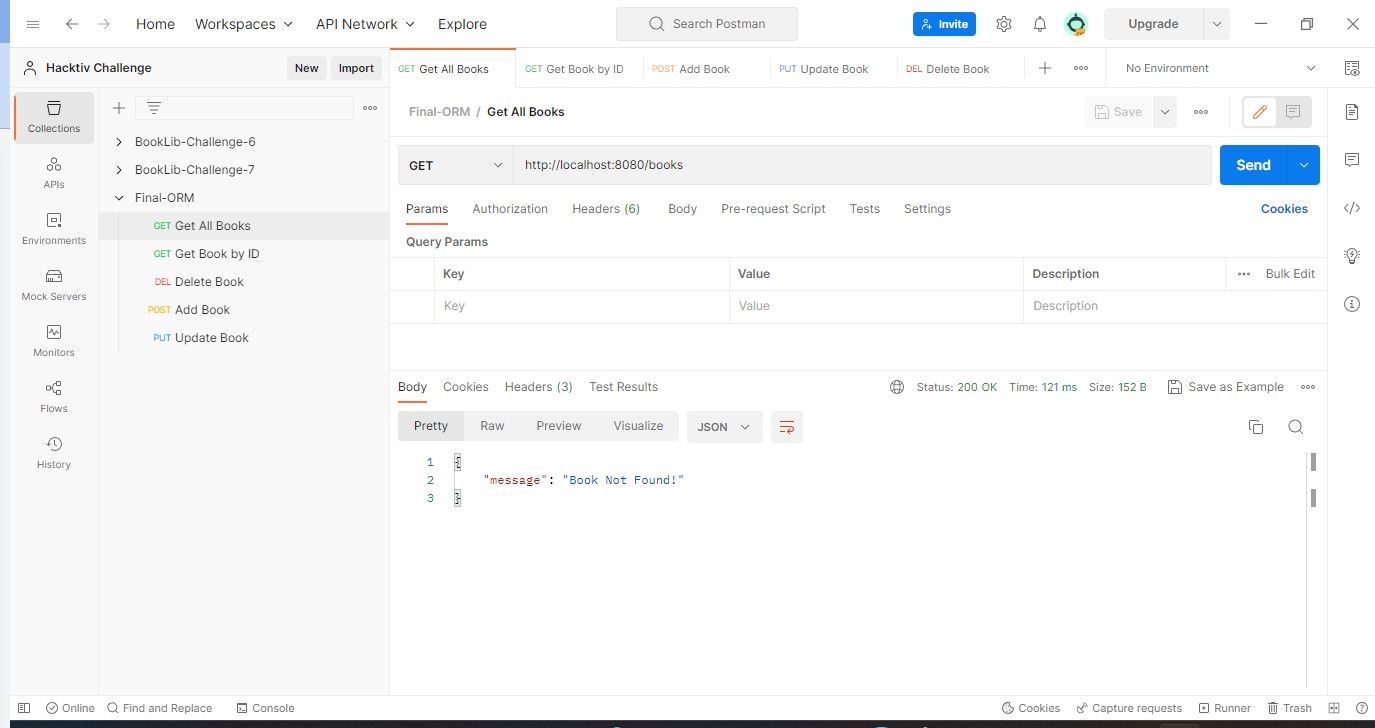 Home Workspaces API Network Explore Search Postman Invite Upgrade
Hacktiv Challenge New Import
GET Get All Books GET Get Book by ID POST Add Book PUT Update Book DEL Delete Book No Environment
Collections
APIs
Environments
Mock Servers
Monitors
Flows
History
BookLib-Challenge-6
BookLib-Challenge-7
Final-ORM
GET Get All Books
GET Get Book by ID
DEL Delete Book
POST Add Book
PUT Update Book
Final-ORM / Get All Books Save
GET http://localhost:8080/books Send
Params Authorization Headers (6) Body Pre-request Script Tests Settings Cookies
Query Params
Key Value Description Bulk Edit
Key Value Description
Body Cookies Headers (3) Test Results Status: 200 OK Time: 121 ms Size: 152 B Save as Example
Pretty Raw Preview Visualize JSON
1 {
2 "message": "Book Not Found!"
3 }
Online Find and Replace Console Cookies Capture requests Runner Trash